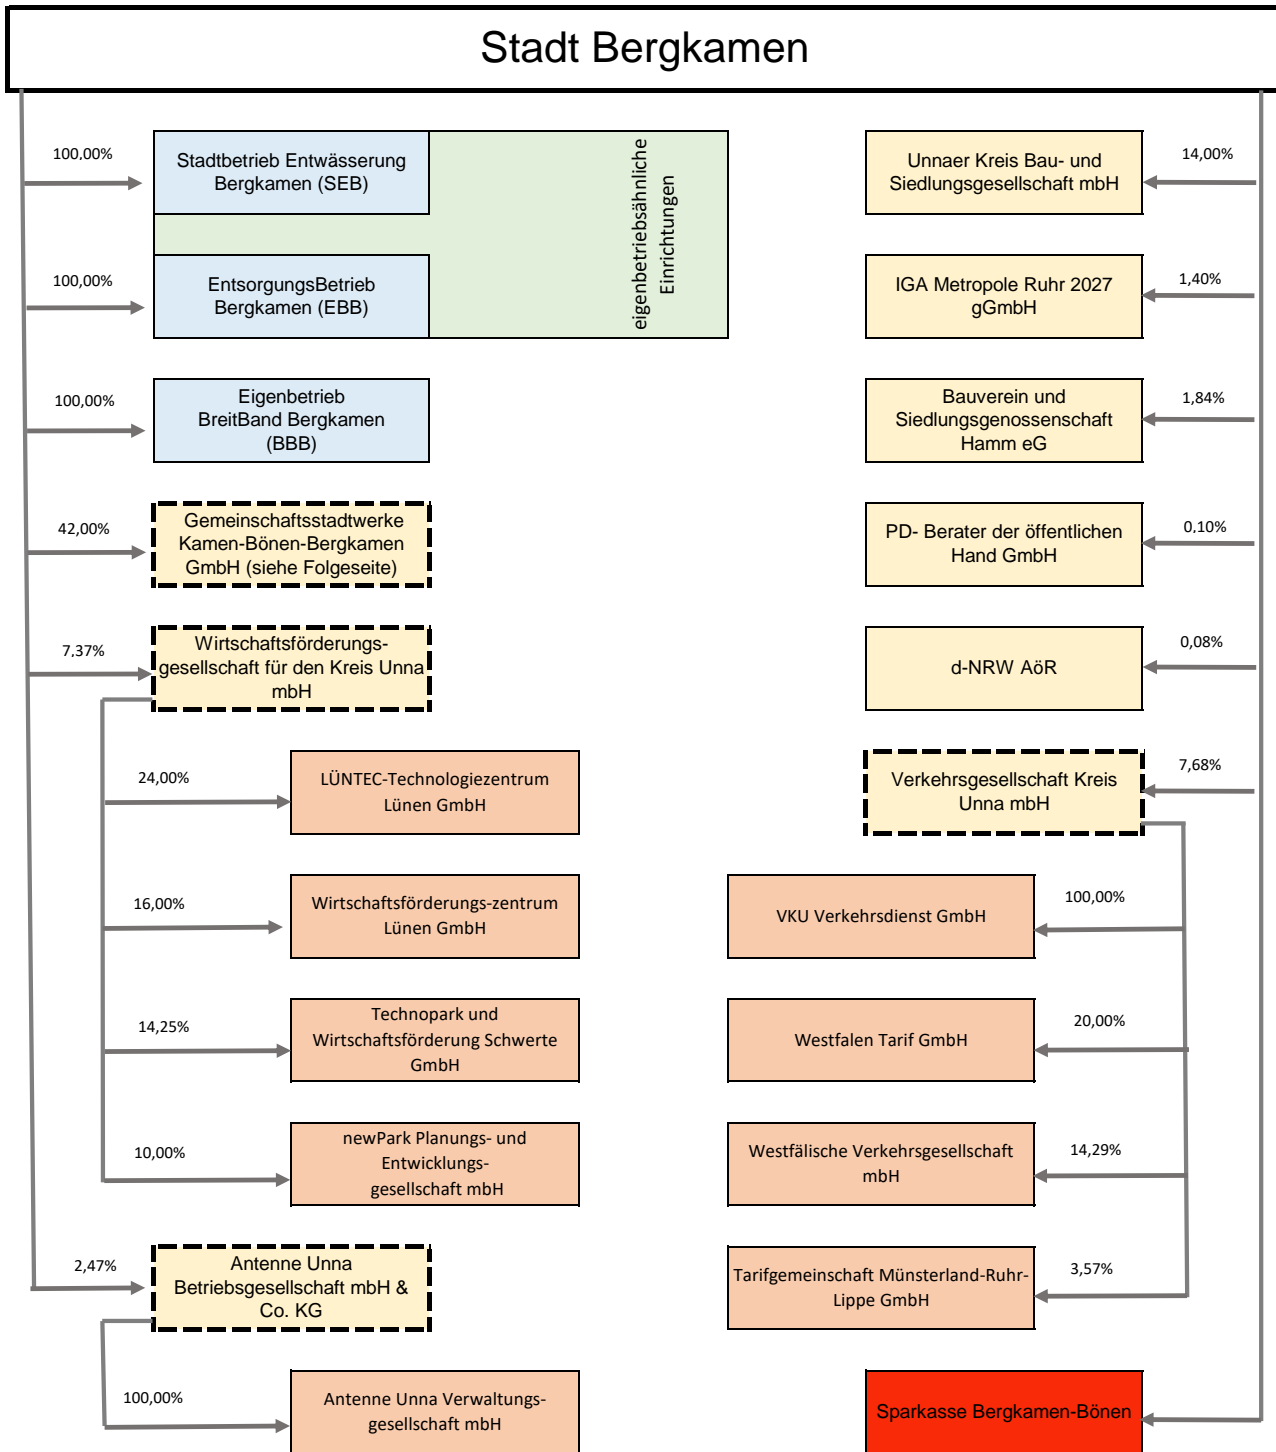 Stadt Bergkamen
100,00%
Stadtbetrieb Entwässerung
Bergkamen (SEB)
eigenbetriebsähnliche
Einrichtungen
100,00%
EntsorgungsBetrieb
Bergkamen (EBB)
100,00%
Eigenbetrieb
BreitBand Bergkamen
(BBB)
42,00%
Gemeinschaftsstadtwerke
Kamen-Bönen-Bergkamen
GmbH (siehe Folgeseite)
7,37%
Wirtschaftsförderungs-
gesellschaft für den Kreis Unna
mbH
24,00%
LÜNTEC-Technologiezentrum
Lünen GmbH
16,00%
Wirtschaftsförderungs-zentrum
Lünen GmbH
14,25%
Technopark und
Wirtschaftsförderung Schwerte
GmbH
10,00%
newPark Planungs- und
Entwicklungs-
gesellschaft mbH
2,47%
Antenne Unna
Betriebsgesellschaft mbH &
Co. KG
100,00%
Antenne Unna Verwaltungs-
gesellschaft mbH
Unnaer Kreis Bau- und
Siedlungsgesellschaft mbH
14,00%
IGA Metropole Ruhr 2027
gGmbH
1,40%
Bauverein und
Siedlungsgenossenschaft
Hamm eG
1,84%
PD- Berater der öffentlichen
Hand GmbH
0,10%
d-NRW AöR
0,08%
Verkehrsgesellschaft Kreis
Unna mbH
7,68%
VKU Verkehrsdienst GmbH
100,00%
Westfalen Tarif GmbH
20,00%
Westfälische Verkehrsgesellschaft
mbH
14,29%
Tarifgemeinschaft Münsterland-Ruhr-
Lippe GmbH
3,57%
Sparkasse Bergkamen-Bönen